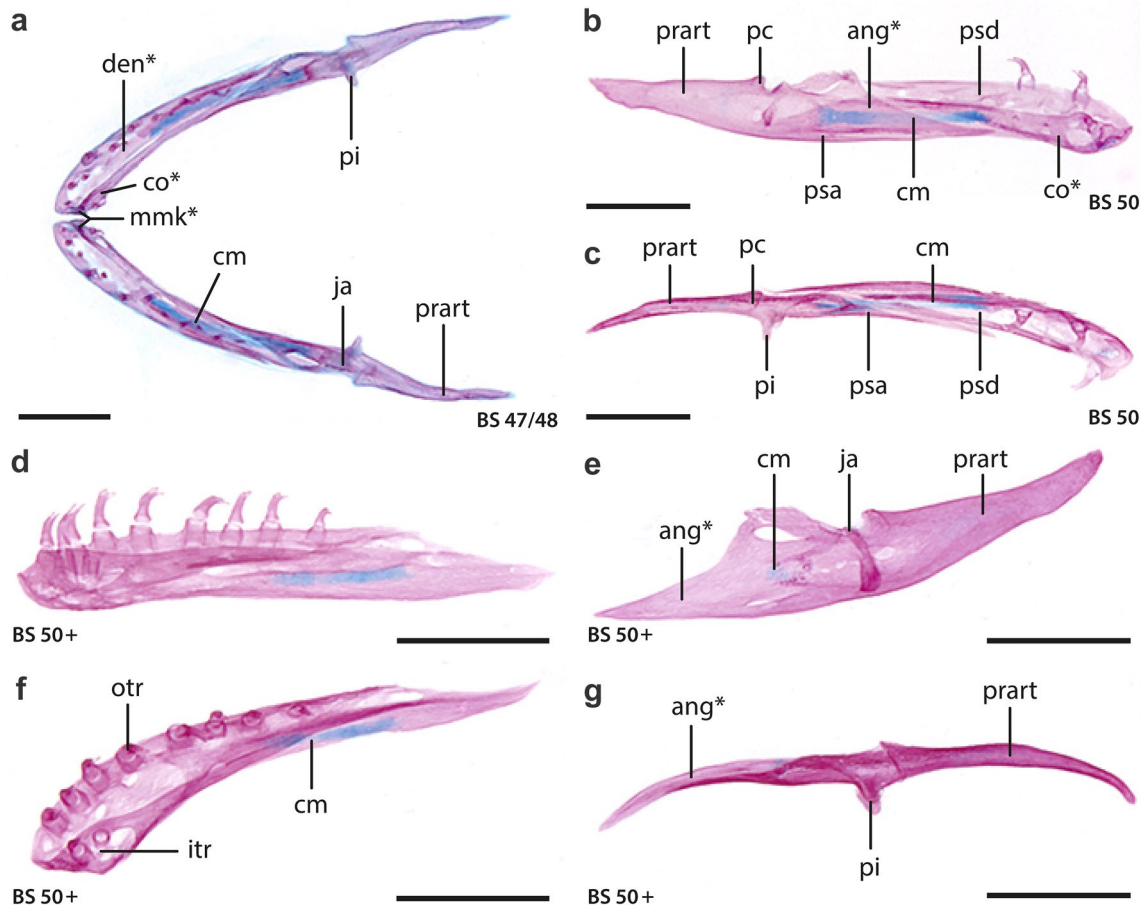 a
den*
co*
mmk*
pi
cm
ja
prart
BS 47/48
b
prart pc ang* psd
psa cm co*
BS 50
c
prart pc cm
pi psa psd
BS 50
d
BS 50+
e
cm ja prart
ang*
BS 50+
f
otr
cm
itr
BS 50+
g
ang* prart
pi
BS 50+